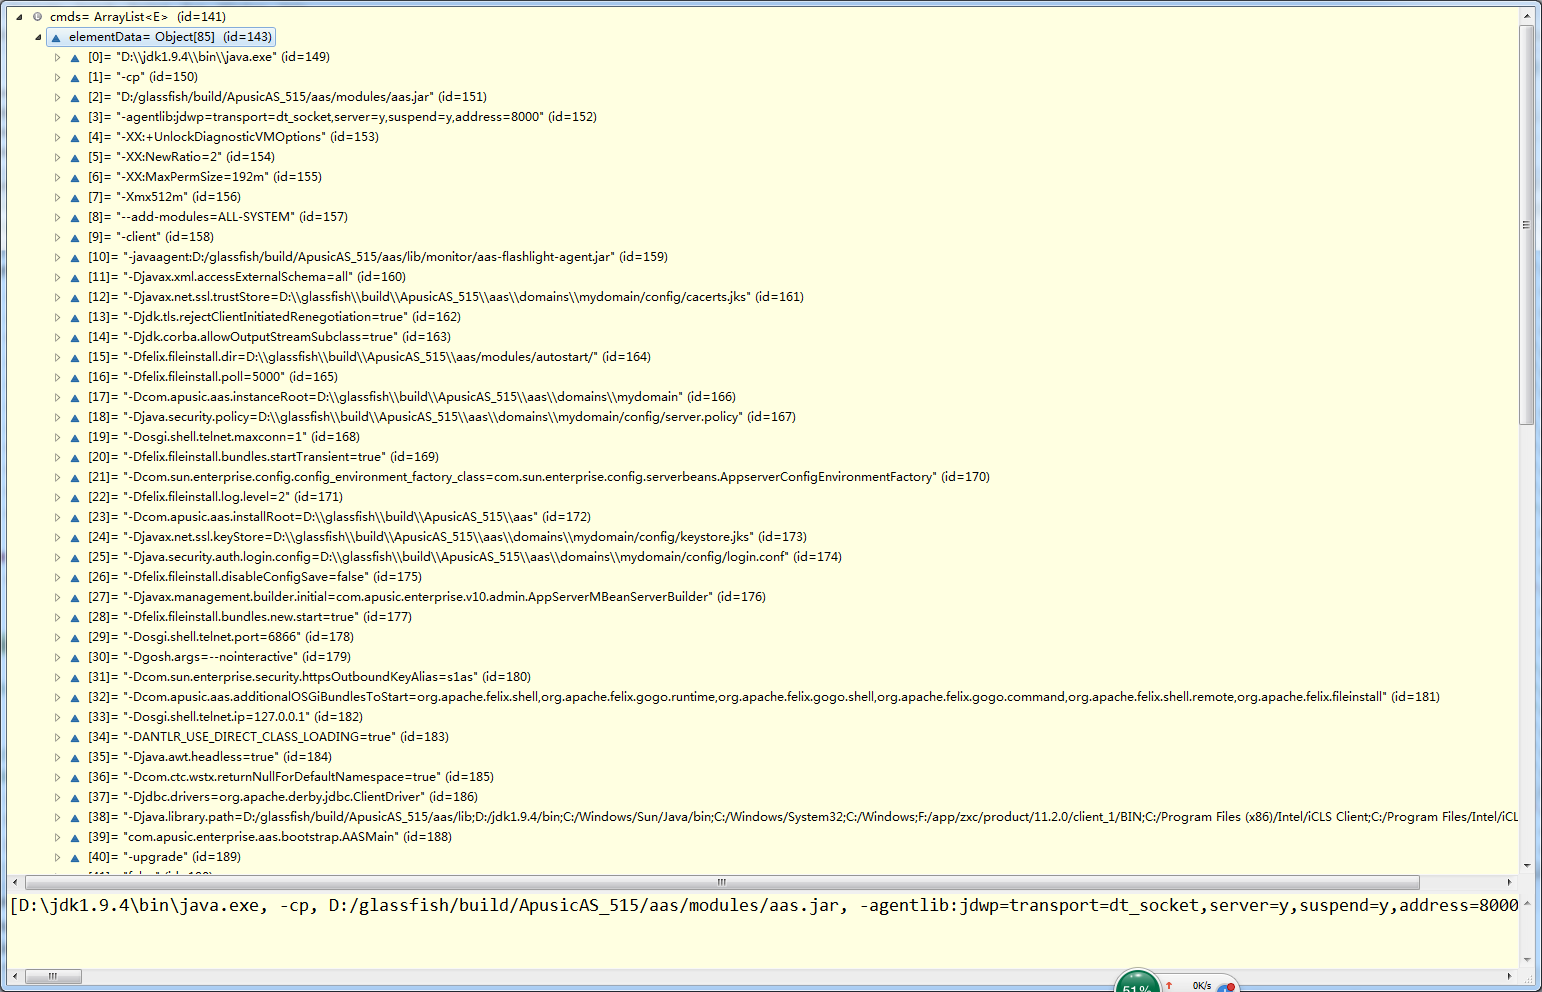 cmds= ArrayList<E>  (id=141)
elementData= Object[85]  (id=143)
[0]= "D:\\jdk1.9.4\\bin\\java.exe" (id=149)
[1]= "-cp" (id=150)
[2]= "D:/glassfish/build/ApusicAS_515/aas/modules/aas.jar" (id=151)
[3]= "-agentlib:jdwp=transport=dt_socket,server=y,suspend=y,address=8000" (id=152)
[4]= "-XX:+UnlockDiagnosticVMOptions" (id=153)
[5]= "-XX:NewRatio=2" (id=154)
[6]= "-XX:MaxPermSize=192m" (id=155)
[7]= "-Xmx512m" (id=156)
[8]= "--add-modules=ALL-SYSTEM" (id=157)
[9]= "-client" (id=158)
[10]= "-javaagent:D:/glassfish/build/ApusicAS_515/aas/lib/monitor/aas-flashlight-agent.jar" (id=159)
[11]= "-Djavax.xml.accessExternalSchema=all" (id=160)
[12]= "-Djavax.net.ssl.trustStore=D:\\glassfish\\build\\ApusicAS_515\\aas\\domains\\mydomain/config/cacerts.jks" (id=161)
[13]= "-Djdk.tls.rejectClientInitiatedRenegotiation=true" (id=162)
[14]= "-Djdk.corba.allowOutputStreamSubclass=true" (id=163)
[15]= "-Dfelix.fileinstall.dir=D:\\glassfish\\build\\ApusicAS_515\\aas/modules/autostart/" (id=164)
[16]= "-Dfelix.fileinstall.poll=5000" (id=165)
[17]= "-Dcom.apusic.aas.instanceRoot=D:\\glassfish\\build\\ApusicAS_515\\aas\\domains\\mydomain" (id=166)
[18]= "-Djava.security.policy=D:\\glassfish\\build\\ApusicAS_515\\aas\\domains\\mydomain/config/server.policy" (id=167)
[19]= "-Dosgi.shell.telnet.maxconn=1" (id=168)
[20]= "-Dfelix.fileinstall.bundles.startTransient=true" (id=169)
[21]= "-Dcom.sun.enterprise.config.config_environment_factory_class=com.sun.enterprise.config.serverbeans.AppserverConfigEnvironmentFactory" (id=170)
[22]= "-Dfelix.fileinstall.log.level=2" (id=171)
[23]= "-Dcom.apusic.aas.installRoot=D:\\glassfish\\build\\ApusicAS_515\\aas" (id=172)
[24]= "-Djavax.net.ssl.keyStore=D:\\glassfish\\build\\ApusicAS_515\\aas\\domains\\mydomain/config/keystore.jks" (id=173)
[25]= "-Djava.security.auth.login.config=D:\\glassfish\\build\\ApusicAS_515\\aas\\domains\\mydomain/config/login.conf" (id=174)
[26]= "-Dfelix.fileinstall.disableConfigSave=false" (id=175)
[27]= "-Djavax.management.builder.initial=com.apusic.enterprise.v10.admin.AppServerMBeanServerBuilder" (id=176)
[28]= "-Dfelix.fileinstall.bundles.new.start=true" (id=177)
[29]= "-Dosgi.shell.telnet.port=6866" (id=178)
[30]= "-Dgosh.args=--nointeractive" (id=179)
[31]= "-Dcom.sun.enterprise.security.httpsOutboundKeyAlias=s1as" (id=180)
[32]= "-Dcom.apusic.aas.additionalOSGiBundlesToStart=org.apache.felix.shell,org.apache.felix.gogo.runtime,org.apache.felix.gogo.shell,org.apache.felix.gogo.command,org.apache.felix.shell.remote,org.apache.felix.fileinstall" (id=181)
[33]= "-Dosgi.shell.telnet.ip=127.0.0.1" (id=182)
[34]= "-DANTLR_USE_DIRECT_CLASS_LOADING=true" (id=183)
[35]= "-Djava.awt.headless=true" (id=184)
[36]= "-Dcom.ctc.wstx.returnNullForDefaultNamespace=true" (id=185)
[37]= "-Djdbc.drivers=org.apache.derby.jdbc.ClientDriver" (id=186)
[38]= "-Djava.library.path=D:/glassfish/build/ApusicAS_515/aas/lib;D:/jdk1.9.4/bin;C:/Windows/Sun/Java/bin;C:/Windows/System32;C:/Windows;F:/app/zxc/product/11.2.0/client_1/BIN;C:/Program Files (x86)/Intel/iCLS Client;C:/Program Files/Intel/iCL
[39]= "com.apusic.enterprise.aas.bootstrap.AASMain" (id=188)
[40]= "-upgrade" (id=189)
[D:\jdk1.9.4\bin\java.exe, -cp, D:/glassfish/build/ApusicAS_515/aas/modules/aas.jar, -agentlib:jdwp=transport=dt_socket,server=y,suspend=y,address=8000
51%
0K/s